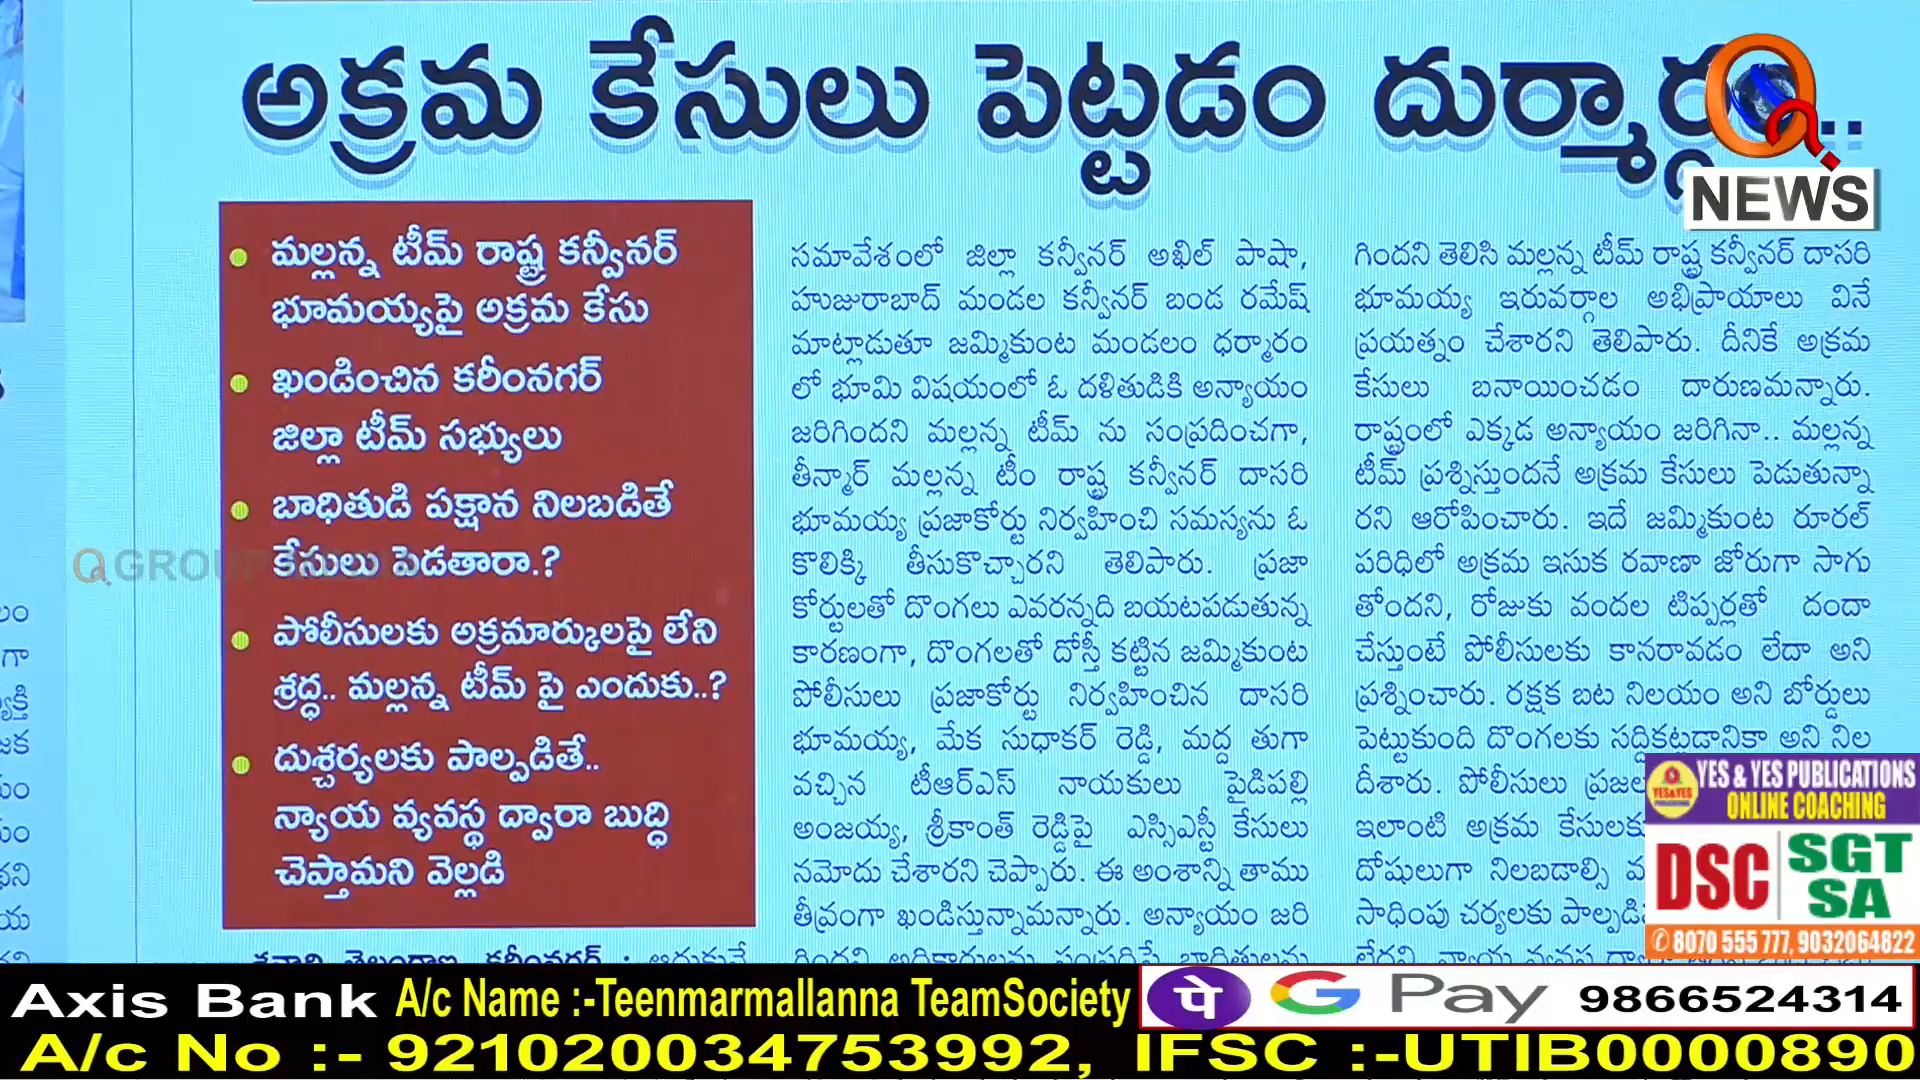 అక్రమ కేసులు పెట్టడం దుర్మార్గం..
NEWS
మల్లన్న టీమ్ రాష్ట్ర కన్వీనర్
భూమయ్యపై అక్రమ కేసు
ఖండించిన కరీంనగర్
జిల్లా టీమ్ సభ్యులు
బాధితుడి పక్షాన నిలబడితే
కేసులు పెడతారా.?
పోలీసులకు అక్రమార్కులపై లేని
శ్రద్ధ.. మల్లన్న టీమ్ పై ఎందుకు..?
దుశ్చర్యలకు పాల్పడితే..
న్యాయ వ్యవస్థ ద్వారా బుద్ధి
చెప్తామని వెల్లడి
GROUP
సమావేశంలో జిల్లా కన్వీనర్ అఖిల్ పాషా,
హుజురాబాద్ మండల కన్వీనర్ బండ రమేష్
మాట్లాడుతూ జమ్మికుంట మండలం ధర్మారం
లో భూమి విషయంలో ఓ దళితుడికి అన్యాయం
జరిగిందని మల్లన్న టీమ్ ను సంప్రదించగా,
తీన్మార్ మల్లన్న టీం రాష్ట్ర కన్వీనర్ దాసరి
భూమయ్య ప్రజాకోర్టు నిర్వహించి సమస్యను ఓ
కొలిక్కి తీసుకొచ్చారని తెలిపారు. ప్రజా
కోర్టులతో దొంగలు ఎవరన్నది బయటపడుతున్న
కారణంగా, దొంగలతో దోస్తీ కట్టిన జమ్మికుంట
పోలీసులు ప్రజాకోర్టు నిర్వహించిన దాసరి
భూమయ్య, మేక సుధాకర్ రెడ్డి, మద్ద తుగా
వచ్చిన టీఆర్ఎస్ నాయకులు పైడిపల్లి
అంజయ్య, శ్రీకాంత్ రెడ్డిపై ఎస్సిఎస్టీ కేసులు
నమోదు చేశారని చెప్పారు. ఈ అంశాన్ని తాము
తీవ్రంగా ఖండిస్తున్నామన్నారు. అన్యాయం జరి
గిందని తెలిసి మల్లన్న టీమ్ రాష్ట్ర కన్వీనర్ దాసరి
భూమయ్య ఇరువర్గాల అభిప్రాయాలు వినే
ప్రయత్నం చేశారని తెలిపారు. దీనికే అక్రమ
కేసులు బనాయించడం దారుణమన్నారు.
రాష్ట్రంలో ఎక్కడ అన్యాయం జరిగినా.. మల్లన్న
టీమ్ ప్రశ్నిస్తుందనే అక్రమ కేసులు పెడుతున్నా
రని ఆరోపించారు. ఇదే జమ్మికుంట రూరల్
పరిధిలో అక్రమ ఇసుక రవాణా జోరుగా సాగు
తోందని, రోజుకు వందల టిప్పర్లతో దందా
చేస్తుంటే పోలీసులకు కానరావడం లేదా అని
ప్రశ్నించారు. రక్షక బట నిలయం అని బోర్డులు
పెట్టుకుంది దొంగలకు సద్దికట్టడానికా అని నిల
దీశారు. పోలీసులు
ఇలాంటి అక్రమ
దోషులుగా నిలబడాల్సి
సాధింపు చర్యలకు
YES & YES PUBLICATIONS
ONLINE COACHING
YES&YES
DSC SGT
SA
8070 555 777, 9032064822
Axis Bank A/c Name :-Teenmarmallanna TeamSociety
पे G Pay 9866524314
A/c No :- 921020034753992, IFSC :-UTIB0000890